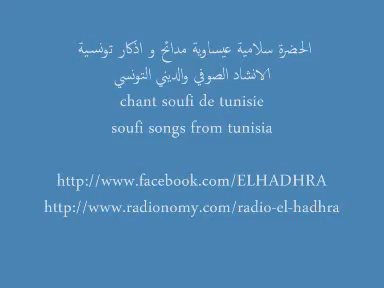 الحضرة سلامية عيساوية مدائح و اذكار تونسية
الانشاد الصوفي والديني التونسي
chant soufi de tunisie
soufi songs from tunisia
http://www.facebook.com/ELHADHRA
http://www.radionomy.com/radio-el-hadhra